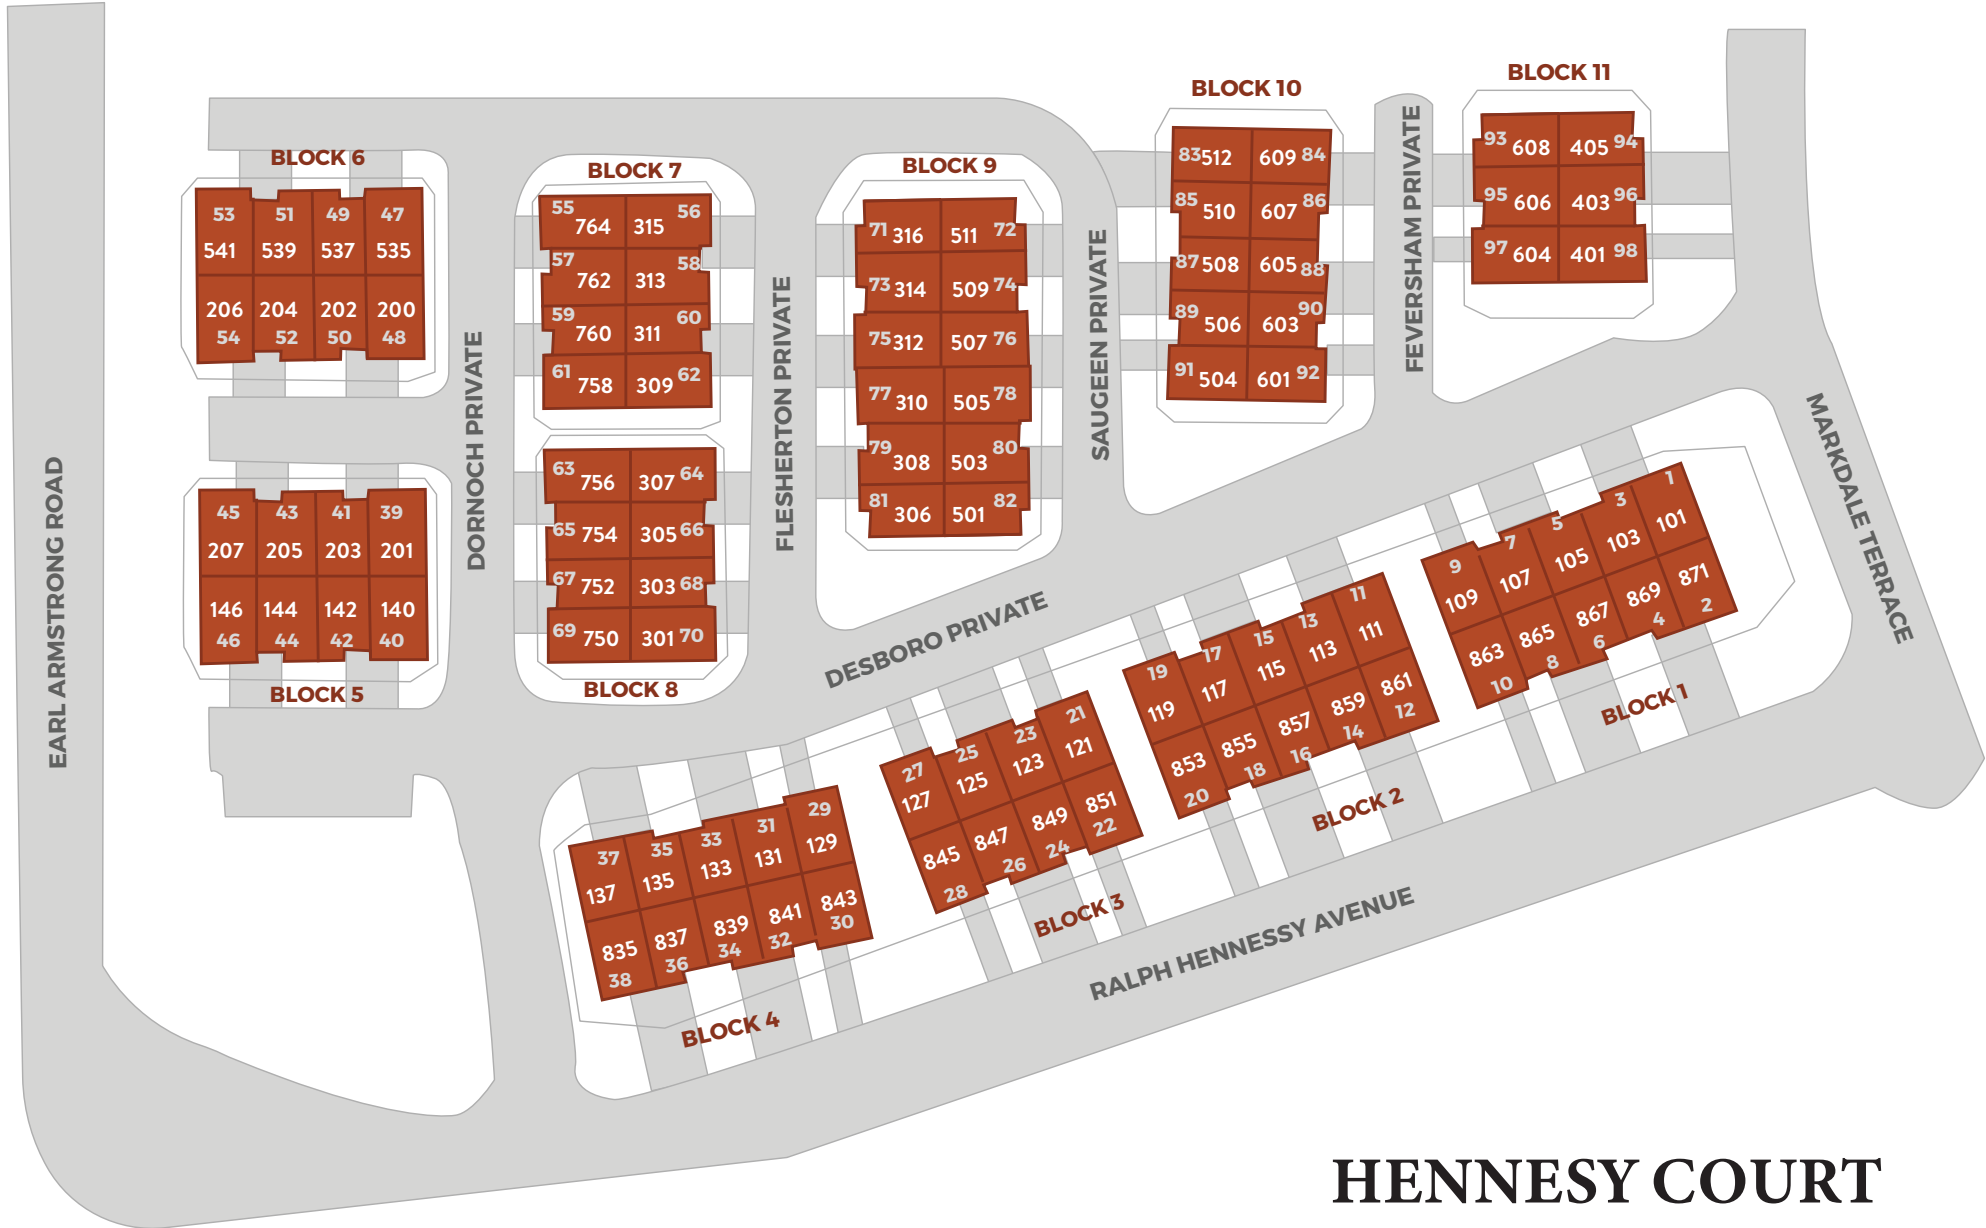 BLOCK 6
53 51 49 47
541 539 537 535
206 204 202 200
54 52 50 48
45 43 41 39
207 205 203 201
146 144 142 140
46 44 42 40
BLOCK 5
BLOCK 7
55 764 315 56
57 762 313 58
59 760 311 60
61 758 309 62
63 756 307 64
65 754 305 66
67 752 303 68
69 750 301 70
BLOCK 8
BLOCK 9
71 316 511 72
73 314 509 74
75 312 507 76
77 310 505 78
79 308 503 80
81 306 501 82
BLOCK 10
83 512 609 84
85 510 607 86
87 508 605 88
89 506 603 90
91 504 601 92
BLOCK 11
93 608 405 94
95 606 403 96
97 604 401 98
EARL ARMSTRONG ROAD
DORNOCH PRIVATE
FLESHERTON PRIVATE
SAUGEEN PRIVATE
FEVERSHAM PRIVATE
MARKDALE TERRACE
DESBORO PRIVATE
RALPH HENNESSY AVENUE
37 35 33 31 29
137 135 133 131 129
835 837 839 841 843
38 36 34 32 30
BLOCK 4
27 25 23 21
127 125 123 121
845 847 849 851
28 26 24 22
BLOCK 3
19 17 15 13 11
119 117 115 113 111
853 855 857 859 861
20 18 16 14 12
BLOCK 2
9 7 5 3 1
109 107 105 103 101
863 865 867 869 871
10 8 6 4 2
BLOCK 1
HENNESY COURT